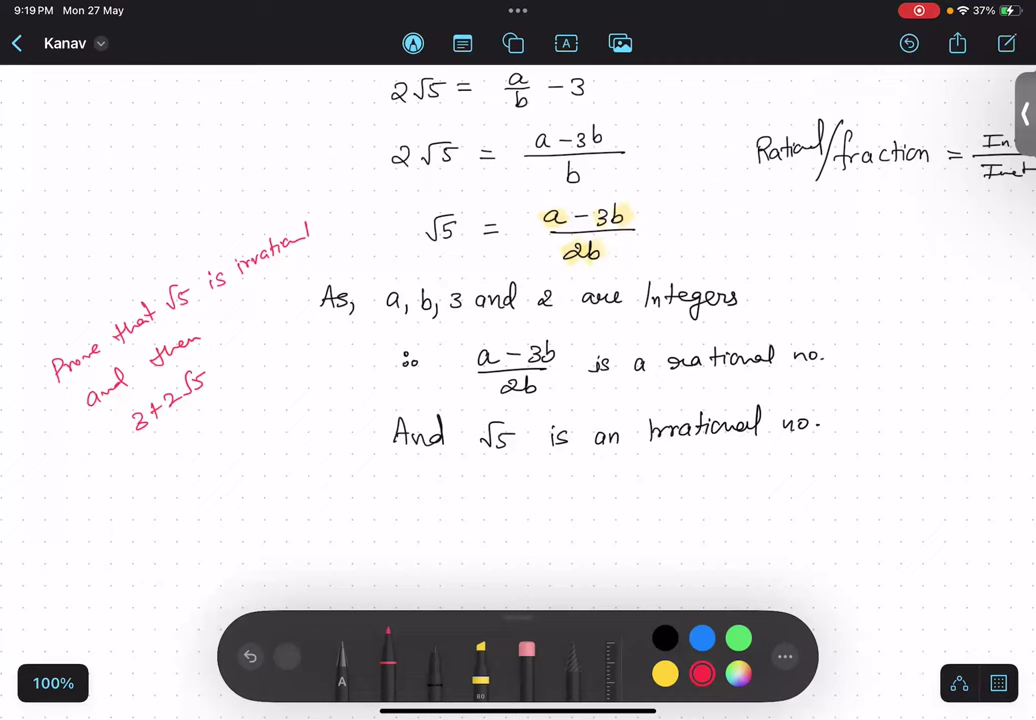 9:19 PM Mon 27 May
37%
Kanav
2√5 = a/b - 3
2√5 = a - 3b / b
Rational/fraction =
√5 = a - 3b / 2b
As, a, b, 3 and 2 are Integers
∴ a - 3b / 2b is a rational no.
And √5 is an Irrational no.
Prove that √5 is irrational
and then
3+2√5
A
80
100%